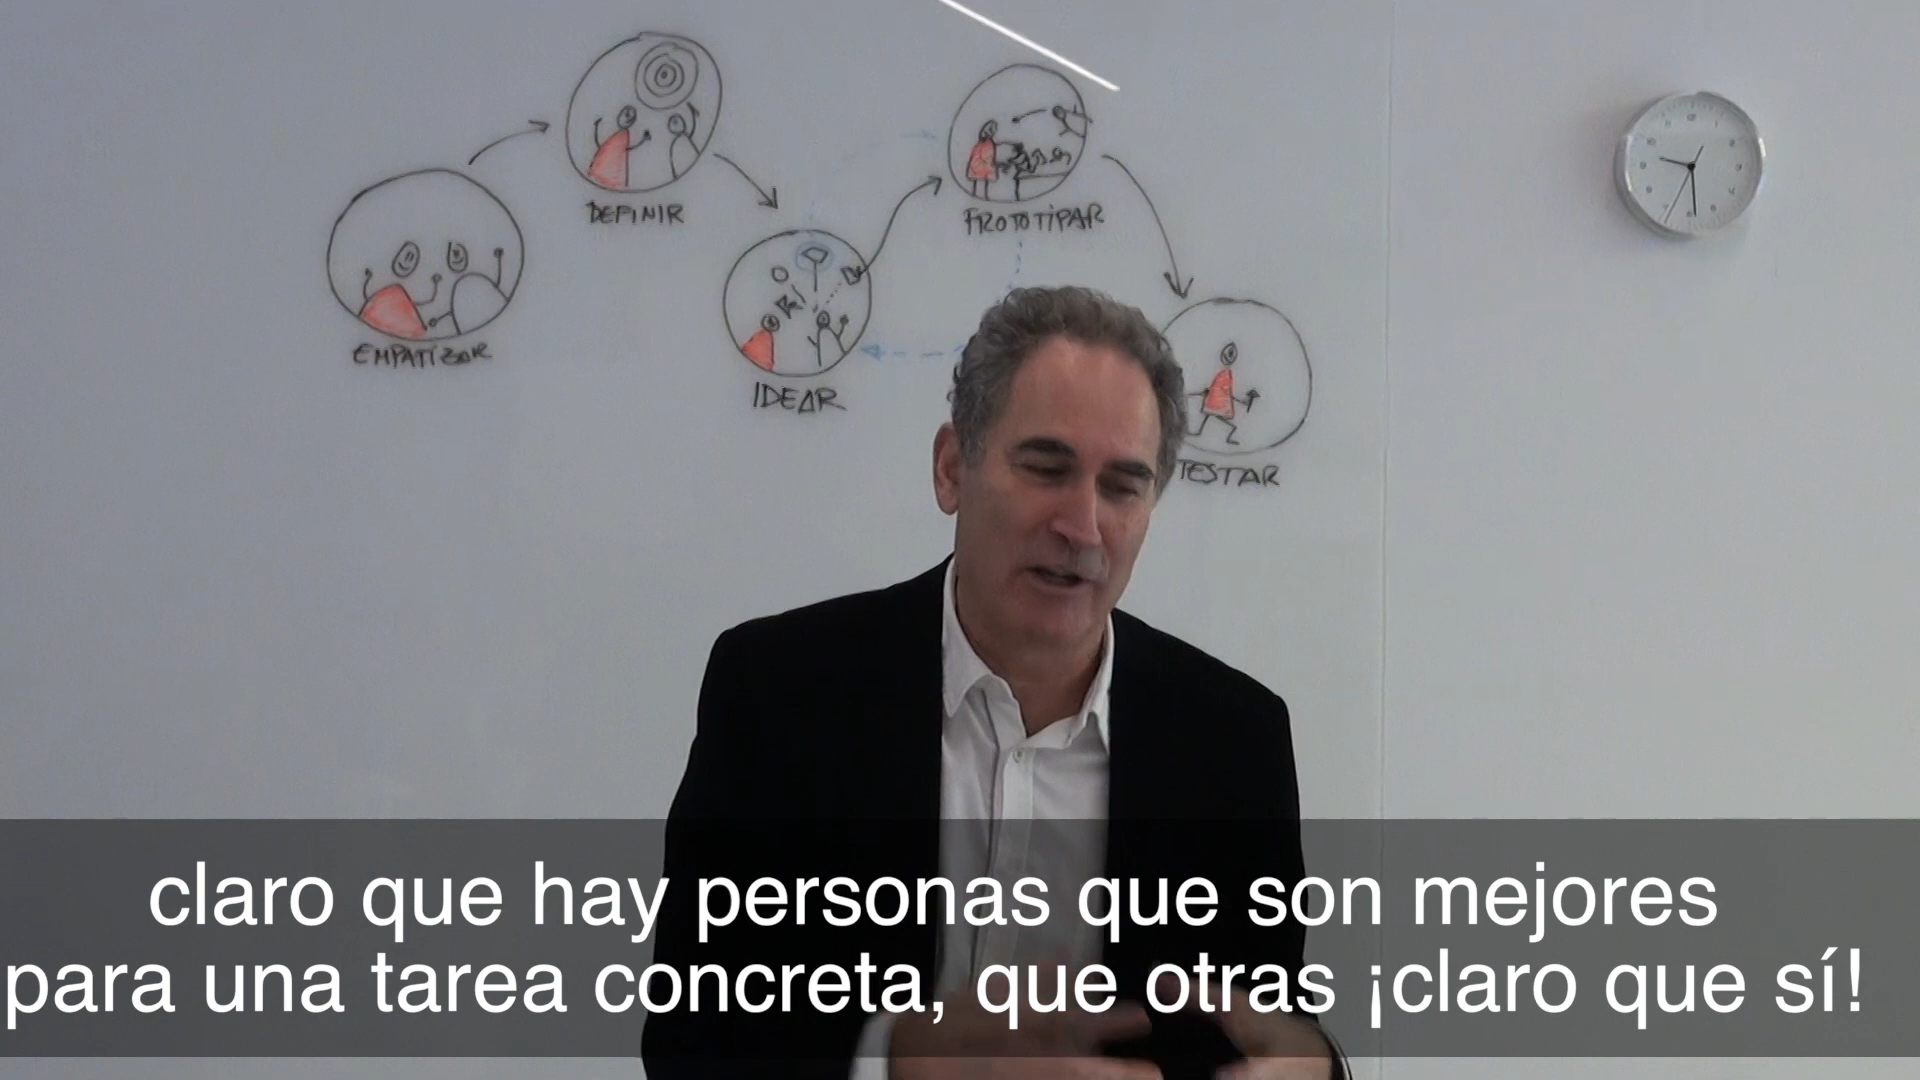 DEFINIR
PROTOTIPAR
EMPATIZAR
IDEAR
TESTAR
claro que hay personas que son mejores
para una tarea concreta, que otras ¡claro que sí!